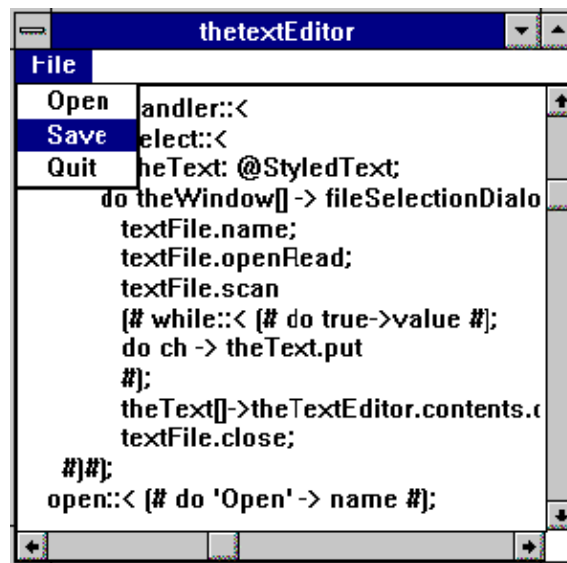 thetextEditor
File
Open
Save
Quit
andler::<
elect::<
heText: @StyledText;
do theWindow[] -> fileSelectionDialo
textFile.name;
textFile.openRead;
textFile.scan
(# while::< (# do true->value #);
do ch -> theText.put
#);
theText[]->theTextEditor.contents.c
textFile.close;
#)#);
open::< (# do 'Open' -> name #);